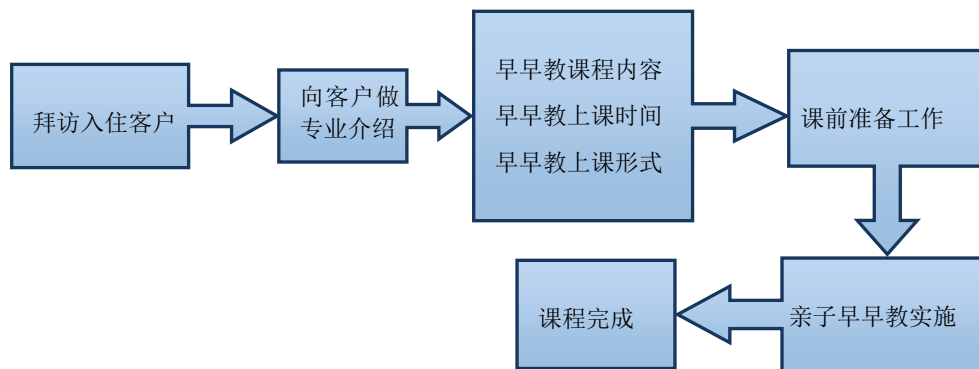 拜访入住客户
向客户做
专业介绍
早早教课程内容
早早教上课时间
早早教上课形式
课前准备工作
亲子早早教实施
课程完成